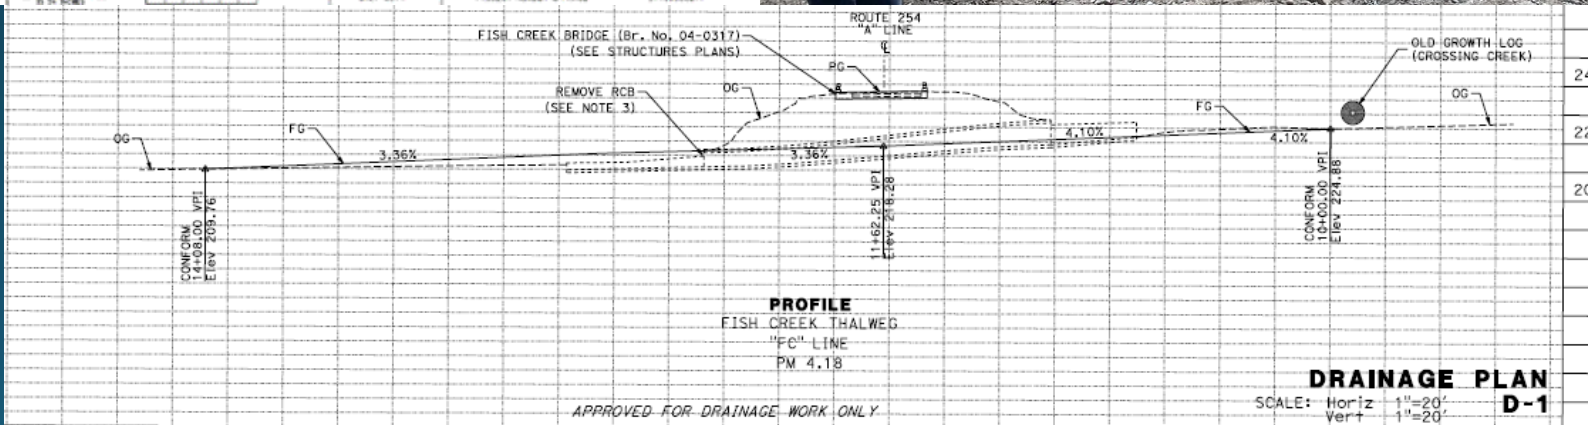 ROUTE 254
"A" LINE
℄
FISH CREEK BRIDGE (Br. No. 04-0317)
(SEE STRUCTURES PLANS)
OLD GROWTH LOG
(CROSSING CREEK)
PG
REMOVE RCB
(SEE NOTE 3)
OG
OG
FG
OG
FG
3.36%
3.36%
4.10%
4.10%
24
22
20
CONFORM
14+08.00 VPI
Elev 209.76
11+62.25 VPI
Elev 218.28
CONFORM
10+00.00 VPI
Elev 224.88
PROFILE
FISH CREEK THALWEG
"FC" LINE
PM 4.18
APPROVED FOR DRAINAGE WORK ONLY
DRAINAGE PLAN
SCALE: Horiz 1"=20'
Vert 1"=20'
D-1